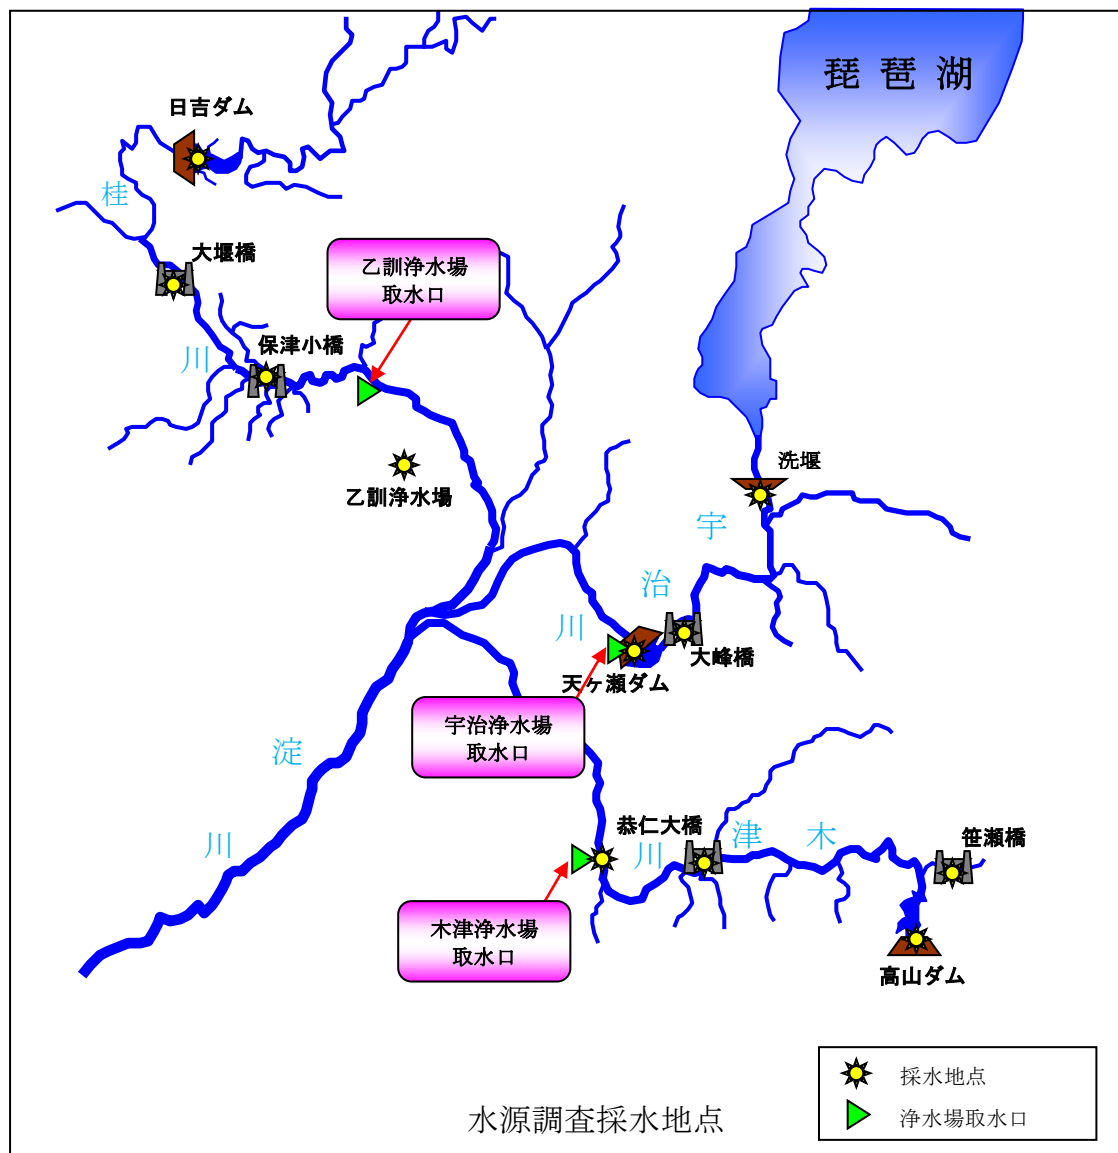 琵琶湖
日吉ダム
桂
大堰橋
乙訓浄水場
取水口
川
保津小橋
洗堰
乙訓浄水場
宇
治
川
大峰橋
天ヶ瀬ダム
宇治浄水場
取水口
淀
川
恭仁大橋
川
津
木
笹瀬橋
木津浄水場
取水口
高山ダム
採水地点
浄水場取水口
水源調査採水地点